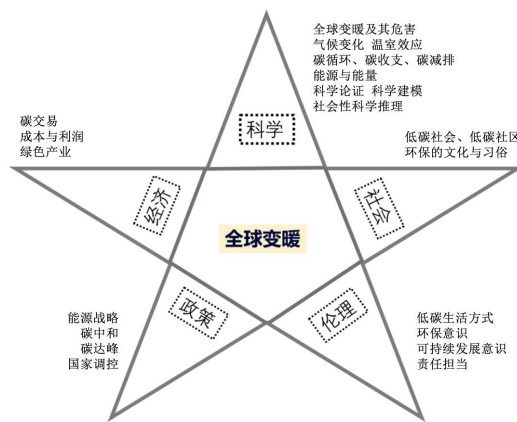 全球变暖及其危害
气候变化 温室效应
碳循环、碳收支、碳减排
能源与能量
科学论证 科学建模
社会性科学推理
科学
碳交易
成本与利润
绿色产业
低碳社会、低碳社区
环保的文化与习俗
经济
社会
全球变暖
政策
伦理
能源战略
碳中和
碳达峰
国家调控
低碳生活方式
环保意识
可持续发展意识
责任担当